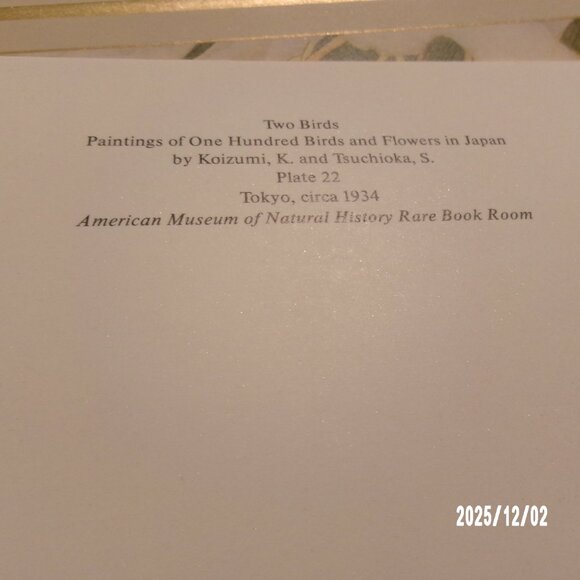 Two Birds
Paintings of One Hundred Birds and Flowers in Japan
by Koizumi, K. and Tsuchioka, S.
Plate 22
Tokyo, circa 1934
American Museum of Natural History Rare Book Room
2025/12/02